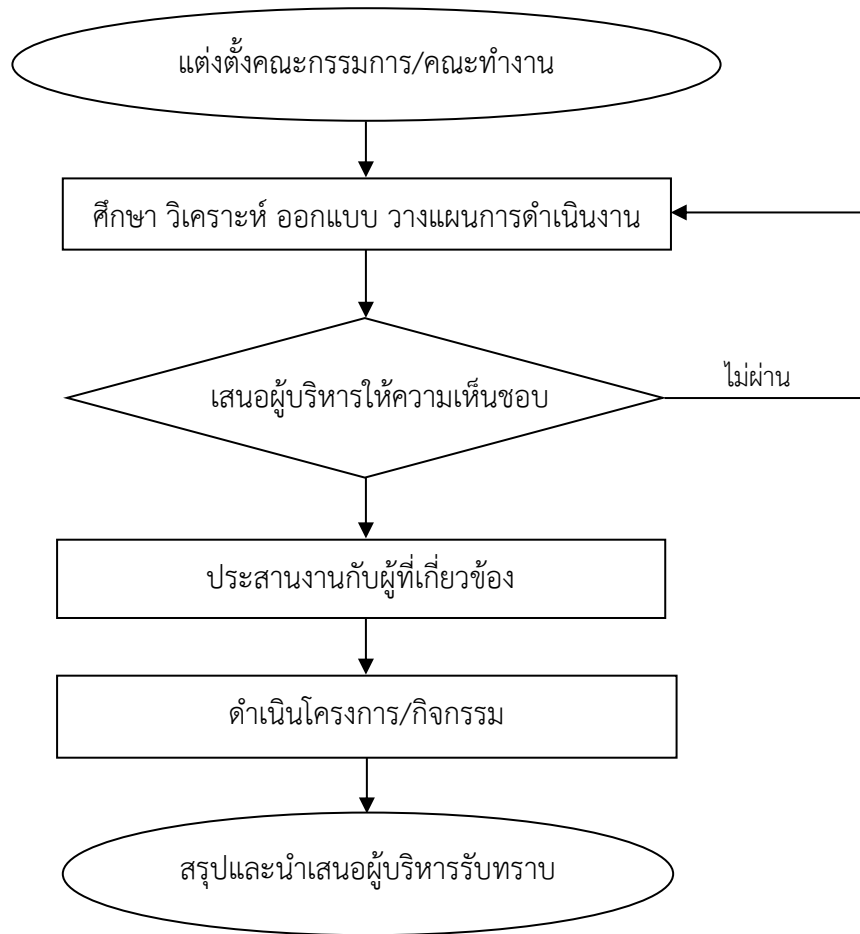 แต่งตั้งคณะกรรมการ/คณะทำงาน
ศึกษา วิเคราะห์ ออกแบบ วางแผนการดำเนินงาน
เสนอผู้บริหารให้ความเห็นชอบ
ไม่ผ่าน
ประสานงานกับผู้ที่เกี่ยวข้อง
ดำเนินโครงการ/กิจกรรม
สรุปและนำเสนอผู้บริหารรับทราบ